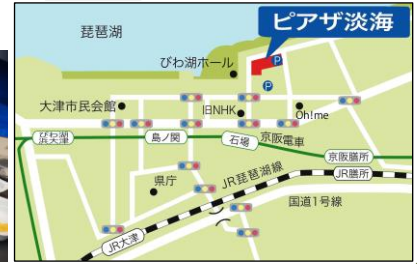 ピアザ淡海
琵琶湖
びわ湖ホール
P
P
大津市民会館
旧NHK
Oh!me
びわ湖
浜大津
島ノ関
石場
京阪電車
京阪膳所
JR膳所
県庁
JR琵琶湖線
国道1号線
JR大津